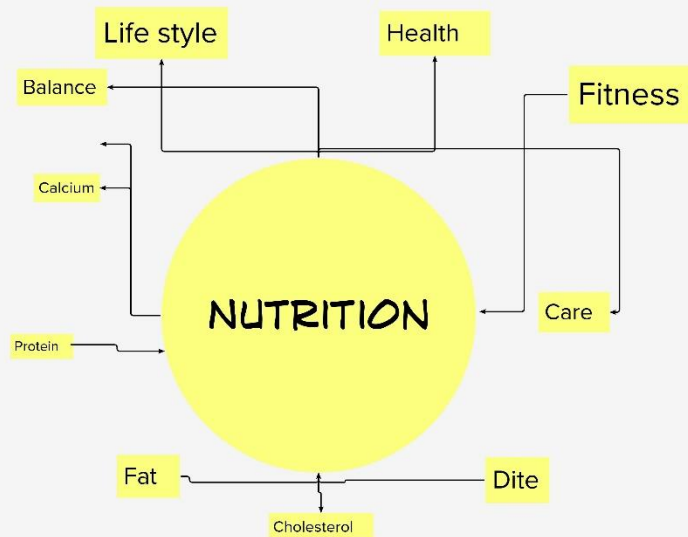 Life style
Health
Balance
Fitness
Calcium
NUTRITION
Care
Protein
Fat
Dite
Cholesterol